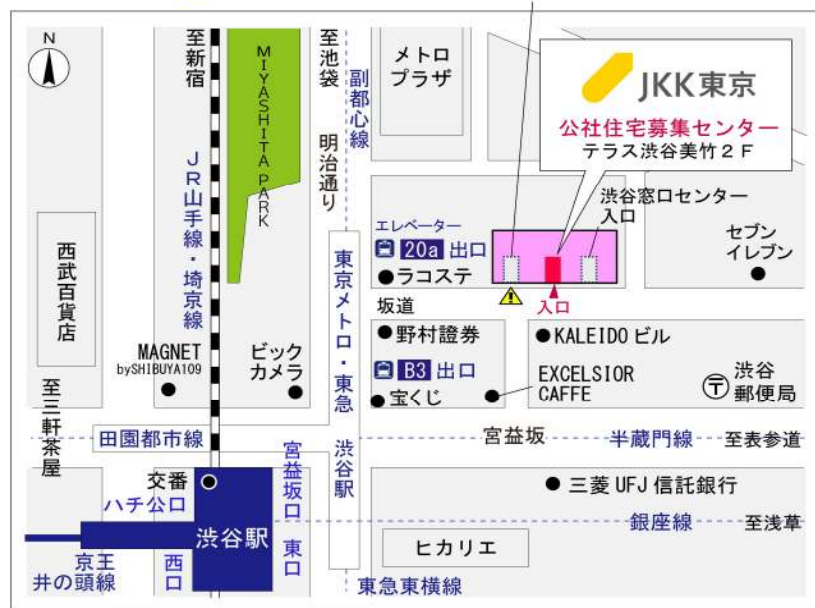 N
至新宿
MIYASHITA PARK
至池袋
副都心線
明治通り
メトロ
プラザ
JKK東京
公社住宅募集センター
テラス渋谷美竹２F
JR山手線・埼京線
西武百貨店
エレベーター
20a 出口
ラコステ
渋谷窓口センター
入口
セブン
イレブン
東京メトロ・東急
渋谷駅
坂道
入口
野村證券
KALEIDO ビル
MAGNET
bySHIBUYA109
ビック
カメラ
B3 出口
EXCELSIOR
CAFFE
渋谷
郵便局
宝くじ
至三軒茶屋
田園都市線
宮益坂
半蔵門線
至表参道
交番
ハチ公口
宮益坂口
三菱 UFJ 信託銀行
渋谷駅
銀座線
至浅草
京王
井の頭線
西口
東口
ヒカリエ
東急東横線